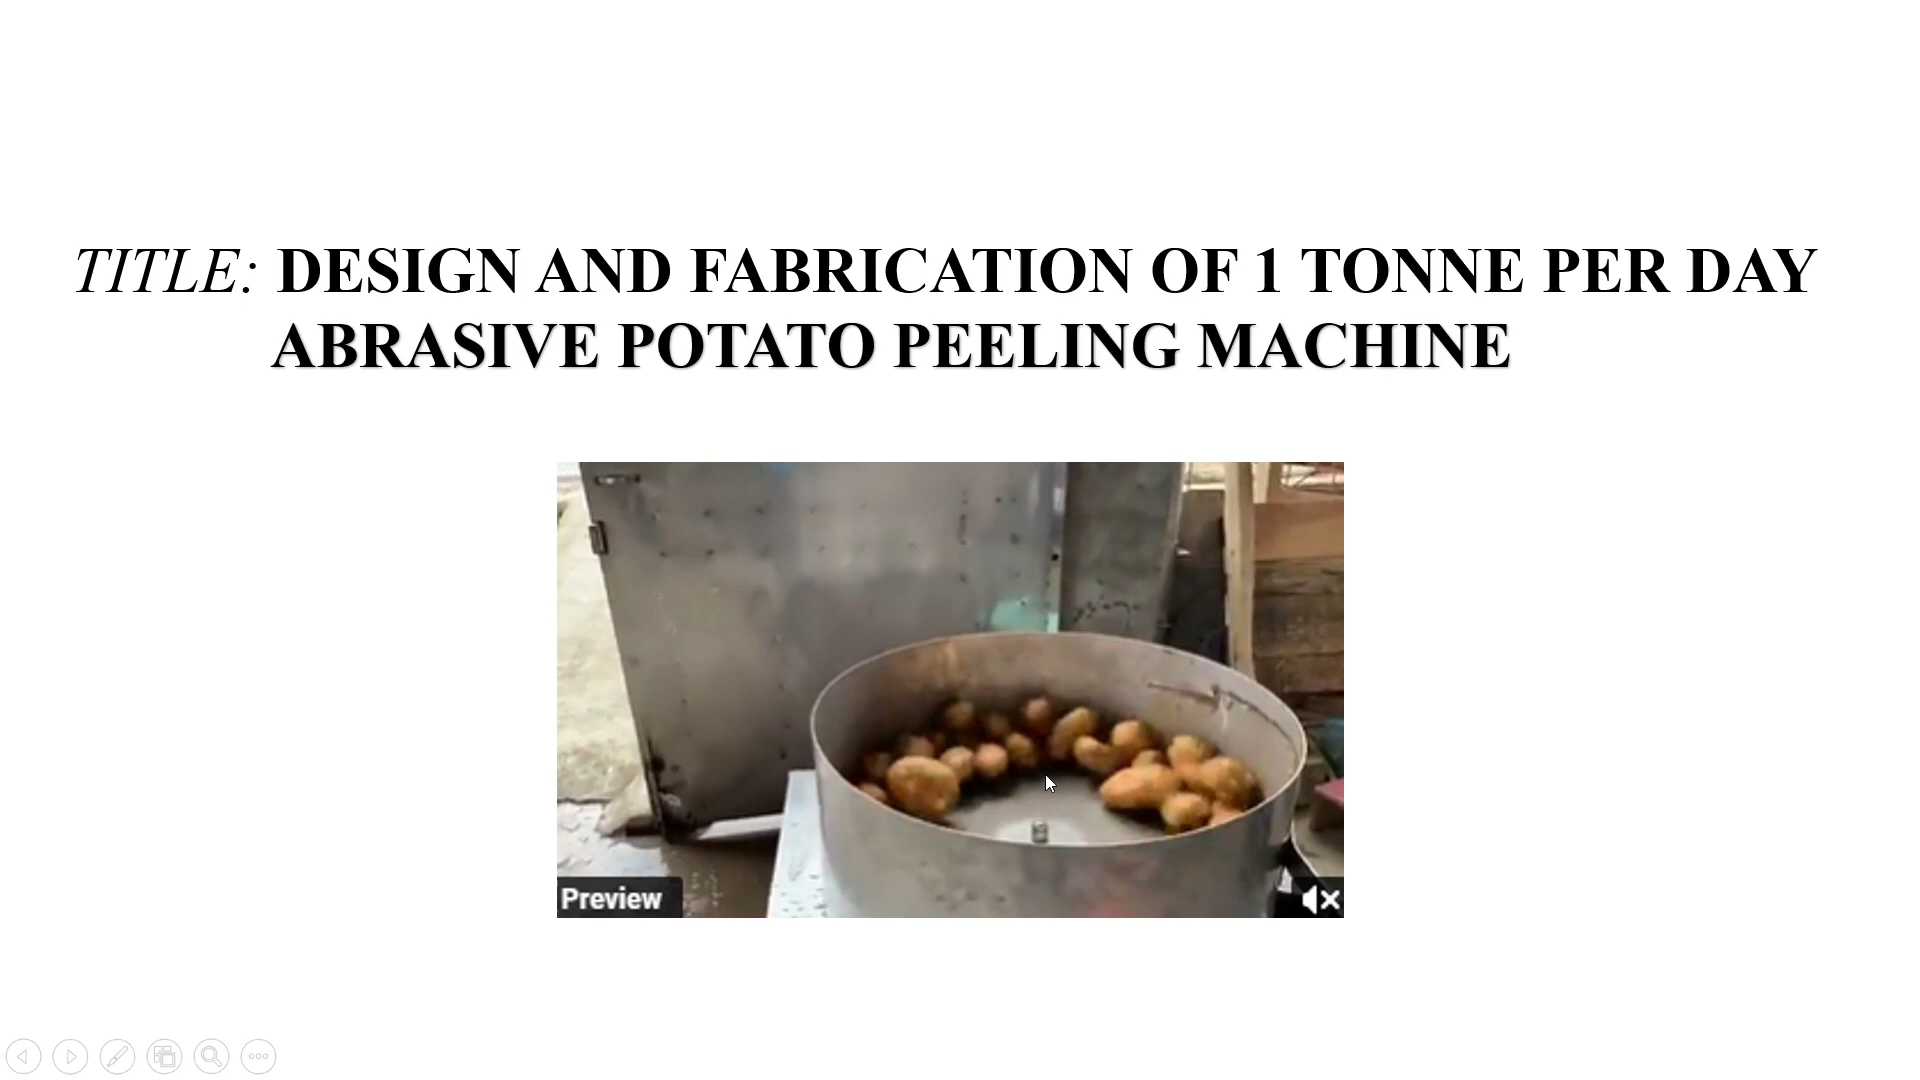 TITLE: DESIGN AND FABRICATION OF 1 TONNE PER DAY
ABRASIVE POTATO PEELING MACHINE
Preview